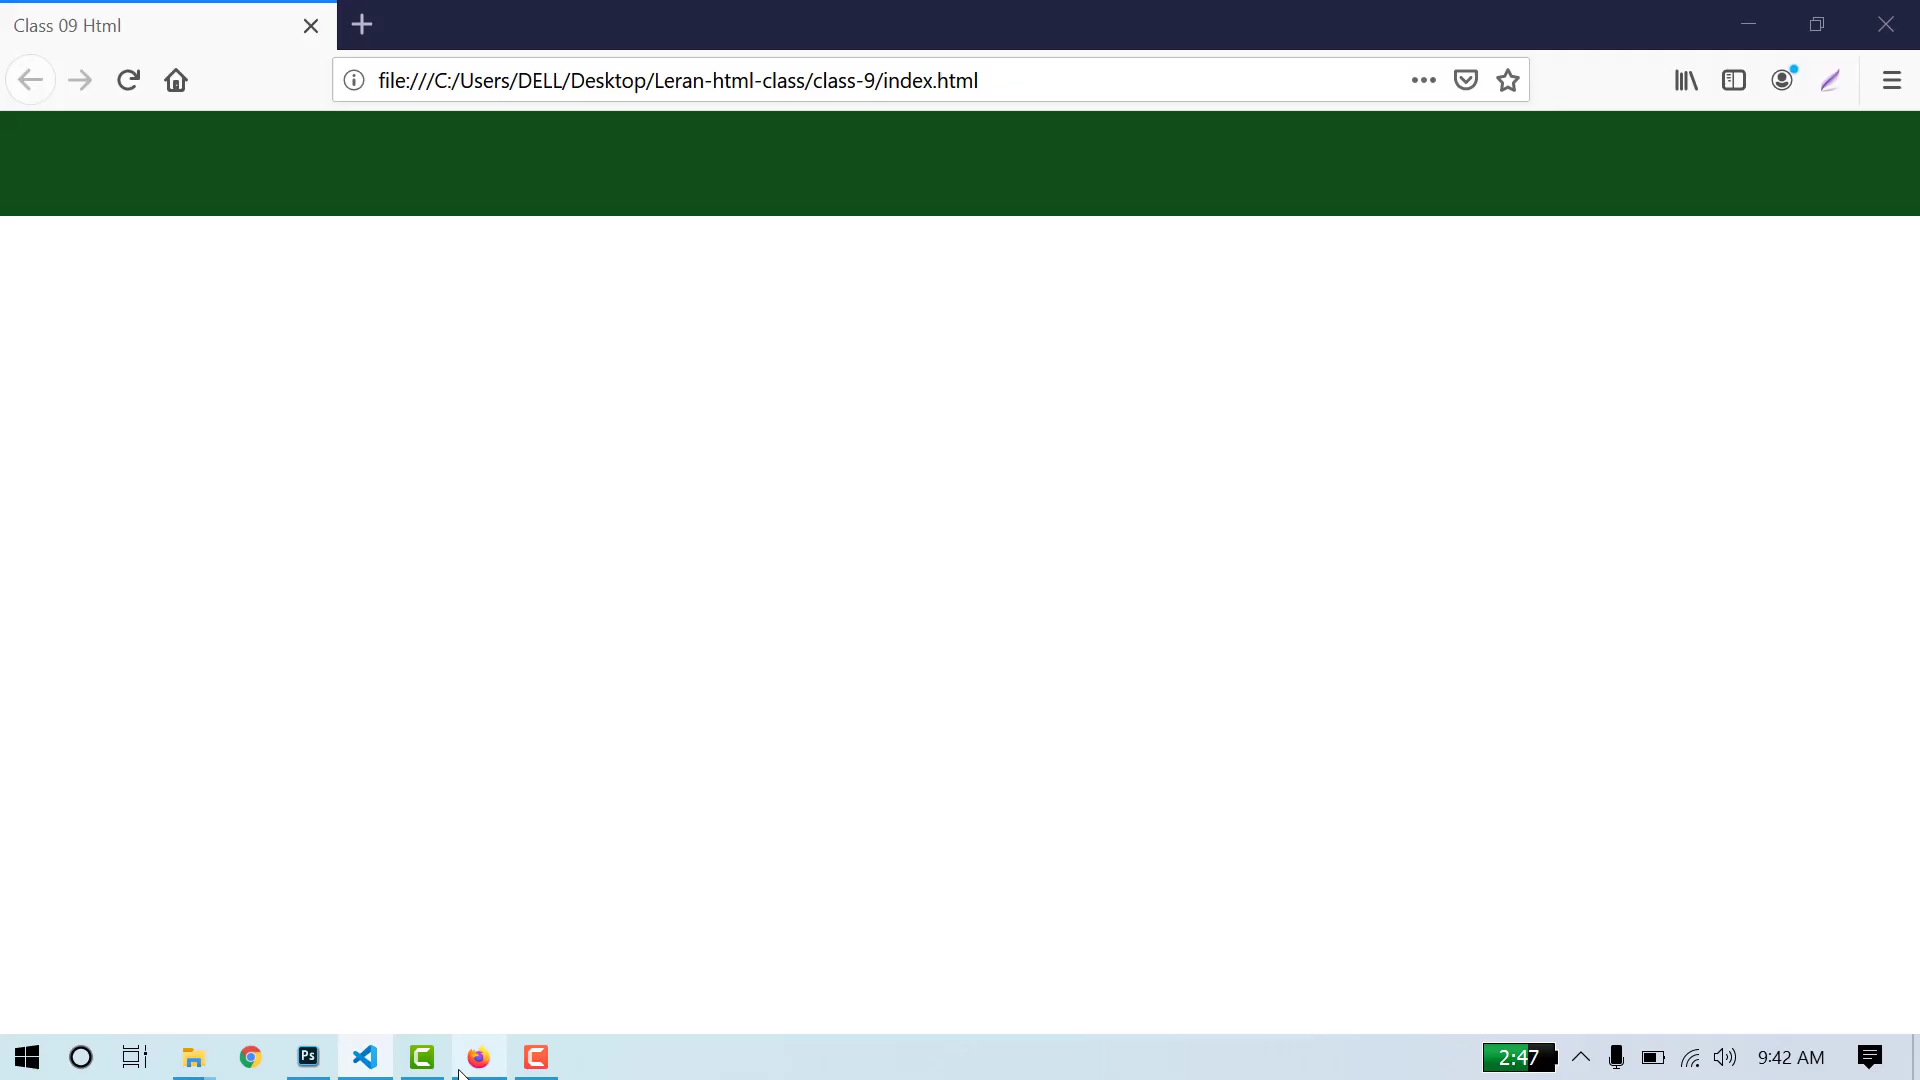 Class 09 Html
file:///C:/Users/DELL/Desktop/Leran-html-class/class-9/index.html
Ps
2:47
9:42 AM